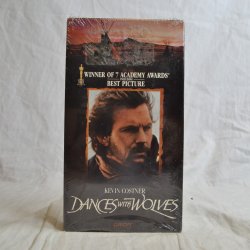 WINNER OF 7 ACADEMY AWARDS
BEST PICTURE
KEVIN COSTNER
DANCES WITH WOLVES